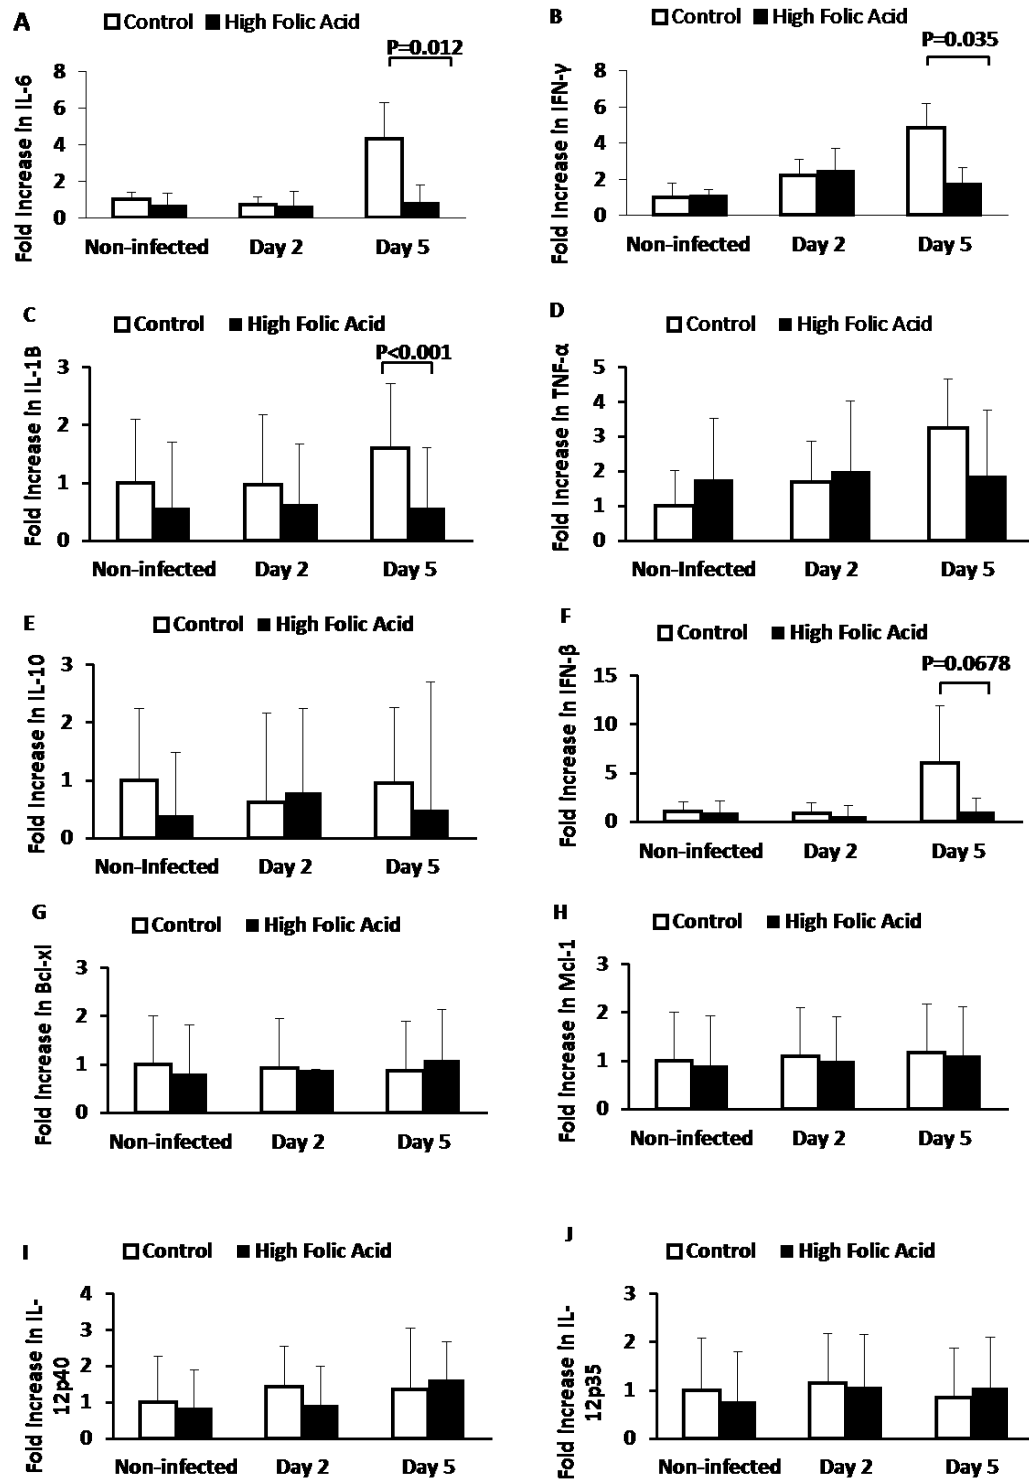 A
Control High Folic Acid
P=0.012
Fold Increase In IL-6
8
6
4
2
0
Non-infected Day 2 Day 5
B
Control High Folic Acid
P=0.035
Fold Increase In IFN-γ
8
6
4
2
0
Non-infected Day 2 Day 5
C
Control High Folic Acid
P<0.001
Fold Increase In IL-1B
3
2
1
0
Non-infected Day 2 Day 5
D
Control High Folic Acid
Fold Increase In TNF-α
5
4
3
2
1
0
Non-Infected Day 2 Day 5
E
Control High Folic Acid
Fold Increase In IL-10
3
2
1
0
Non-Infected Day 2 Day 5
F
Control High Folic Acid
P=0.0678
Fold Increase In IFN-β
15
10
5
0
Non-infected Day 2 Day 5
G
Control High Folic Acid
Fold Increase In Bcl-xl
3
2
1
0
Non-infected Day 2 Day 5
H
Control High Folic Acid
Fold Increase In Mcl-1
3
2
1
0
Non-infected Day 2 Day 5
I
Control High Folic Acid
Fold Increase In IL-
12p40
4
3
2
1
0
Non-infected Day 2 Day 5
J
Control High Folic Acid
Fold Increase In IL-
12p35
3
2
1
0
Non-infected Day 2 Day 5